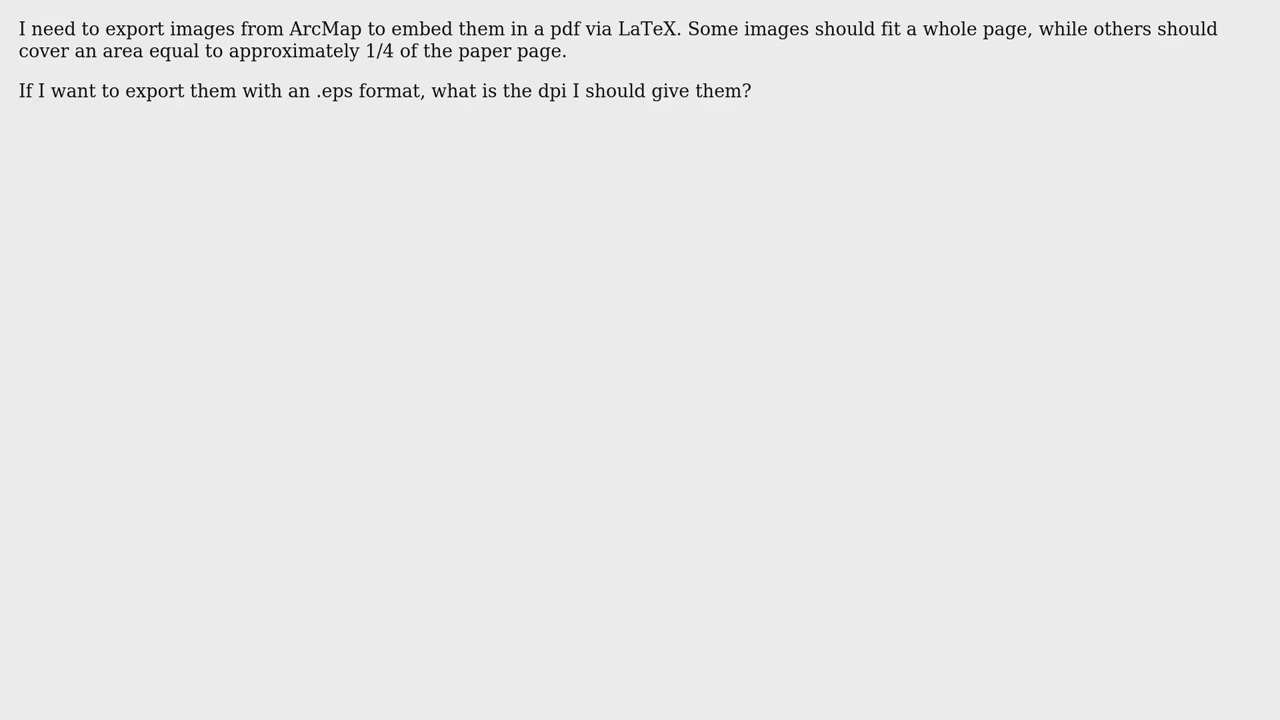 I need to export images from ArcMap to embed them in a pdf via LaTeX. Some images should fit a whole page, while others should
cover an area equal to approximately 1/4 of the paper page.
If I want to export them with an .eps format, what is the dpi I should give them?